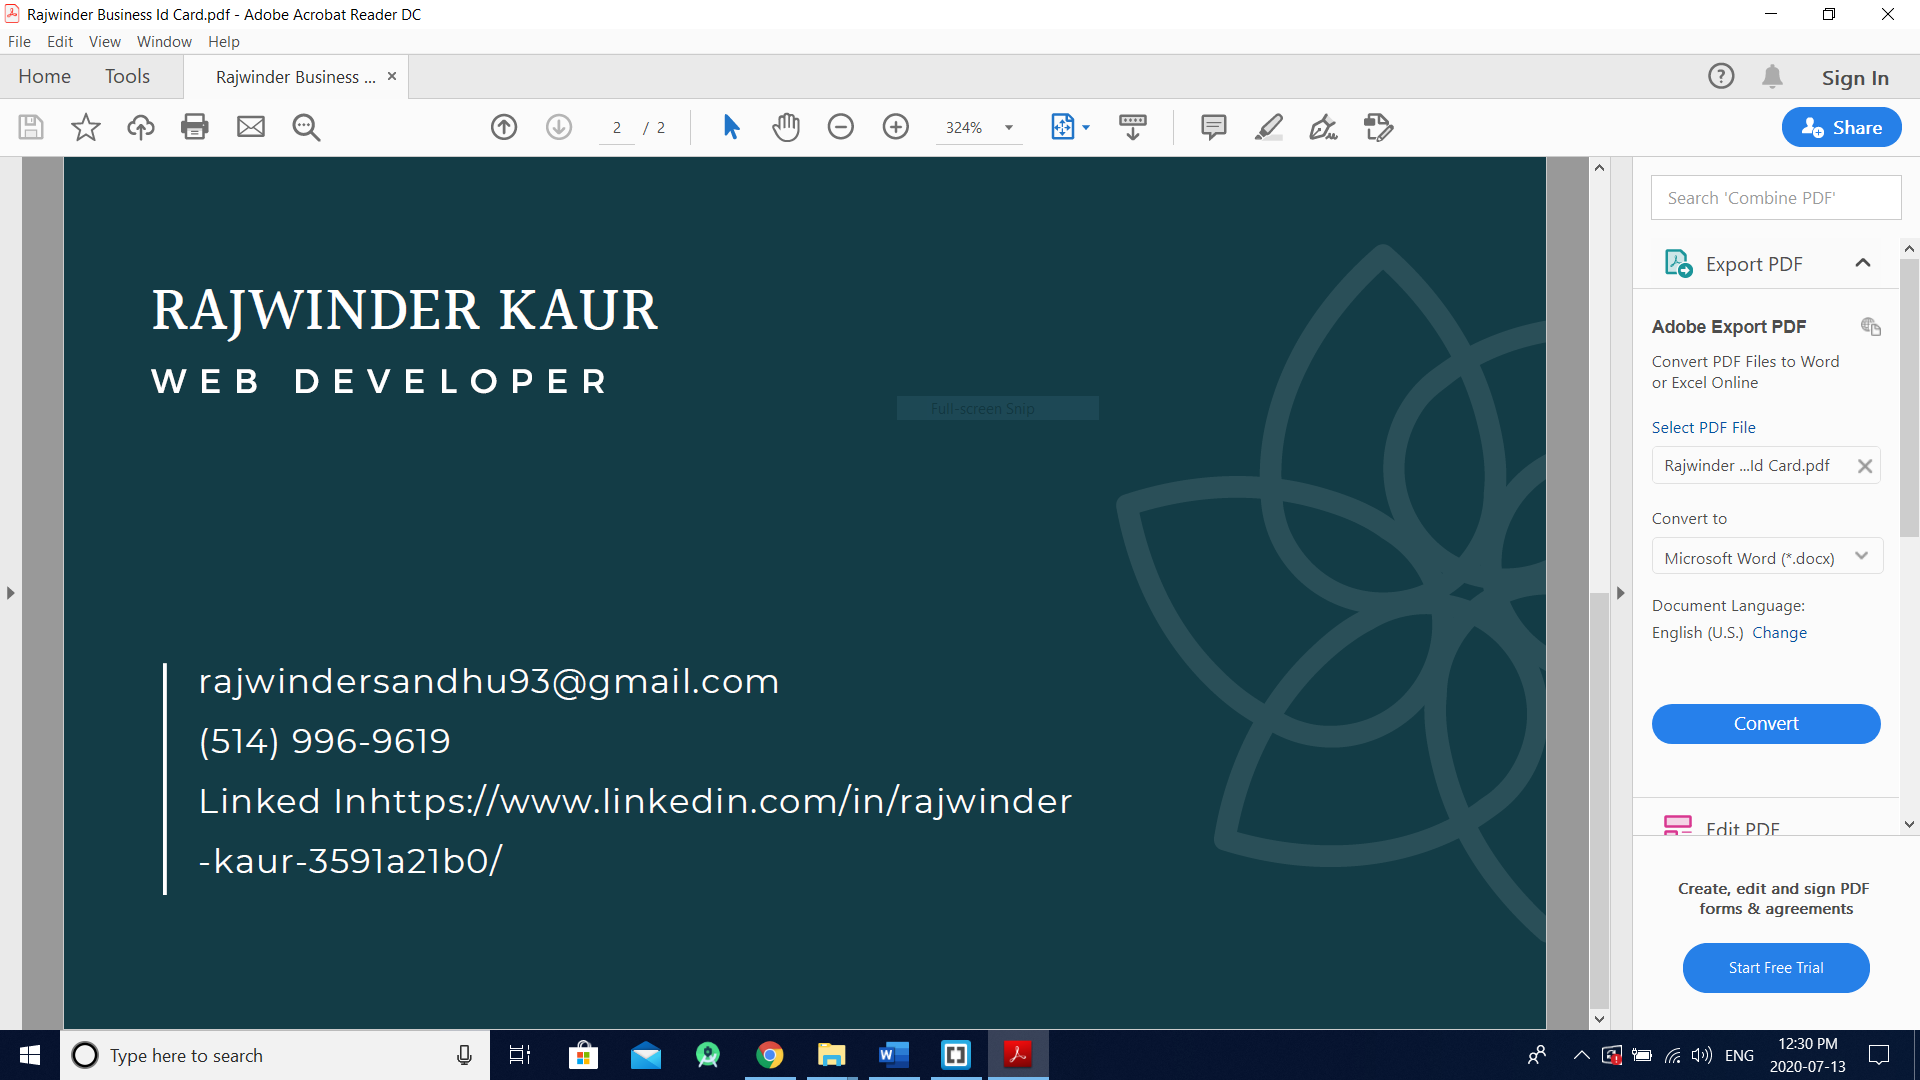 Rajwinder Business Id Card.pdf - Adobe Acrobat Reader DC
File Edit View Window Help
Home Tools Rajwinder Business ... × Sign In
2 / 2 324% Share
Search 'Combine PDF'
Export PDF
RAJWINDER KAUR
WEB DEVELOPER
Full-screen Snip
rajwindersandhu93@gmail.com
(514) 996-9619
Linked Inhttps://www.linkedin.com/in/rajwinder
-kaur-3591a21b0/
Adobe Export PDF
Convert PDF Files to Word
or Excel Online
Select PDF File
Rajwinder ...Id Card.pdf
Convert to
Microsoft Word (*.docx)
Document Language:
English (U.S.) Change
Convert
Edit PDF
Create, edit and sign PDF
forms & agreements
Start Free Trial
Type here to search
ENG
12:30 PM
2020-07-13